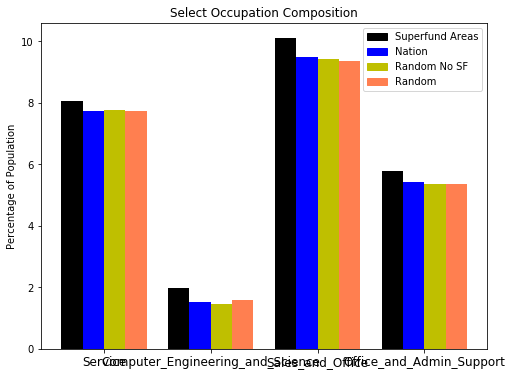 Select Occupation Composition
Superfund Areas
Nation
Random No SF
Random
Percentage of Population
10
8
6
4
2
0
Service
Computer_Engineering_and_Science
Sales_and_Office
Office_and_Admin_Support